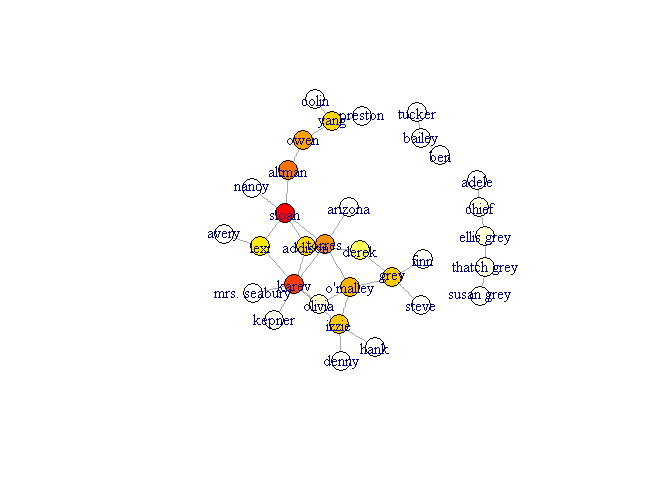 colin
yang
preston
tucker
owen
bailey
ben
altman
nancy
adele
sloan
arizona
chief
avery
lexi
addison
torres
derek
ellis grey
finn
thatch grey
karev
o'malley
grey
mrs. seabury
olivia
steve
susan grey
kepner
izzie
hank
denny